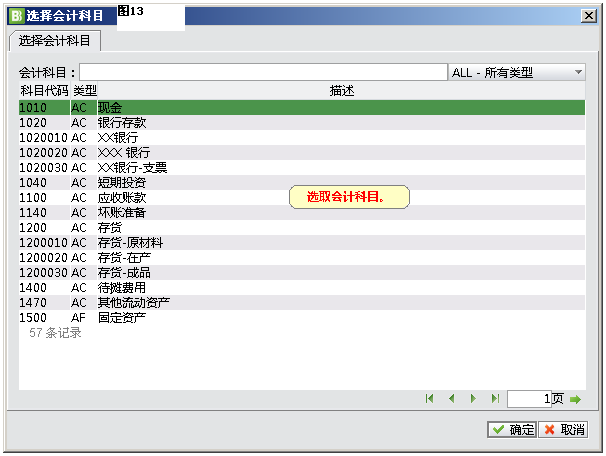 选择会计科目 图13
选择会计科目
会计科目： ALL - 所有类型
科目代码 类型 描述
1010 AC 现金
1020 AC 银行存款
1020010 AC XX银行
1020020 AC XXX 银行
1020030 AC XX银行-支票
1040 AC 短期投资
1100 AC 应收账款
1140 AC 坏账准备
1200 AC 存货
1200010 AC 存货-原材料
1200020 AC 存货-在产
1200030 AC 存货-成品
1400 AC 待摊费用
1470 AC 其他流动资产
1500 AF 固定资产
57 条记录
选取会计科目。
1页
确定 取消